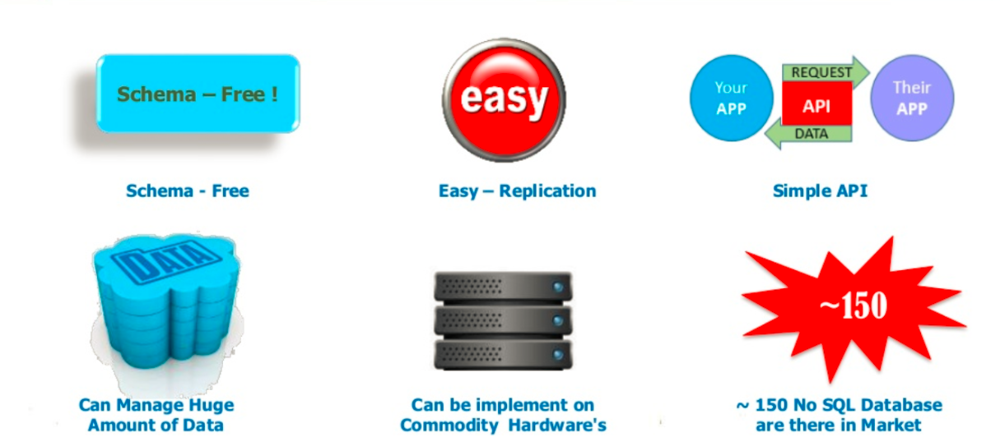 Schema – Free !
easy
Your
APP
REQUEST
API
DATA
Their
APP
Schema - Free
Easy – Replication
Simple API
DATA
~150
Can Manage Huge
Amount of Data
Can be implement on
Commodity Hardware's
~ 150 No SQL Database
are there in Market